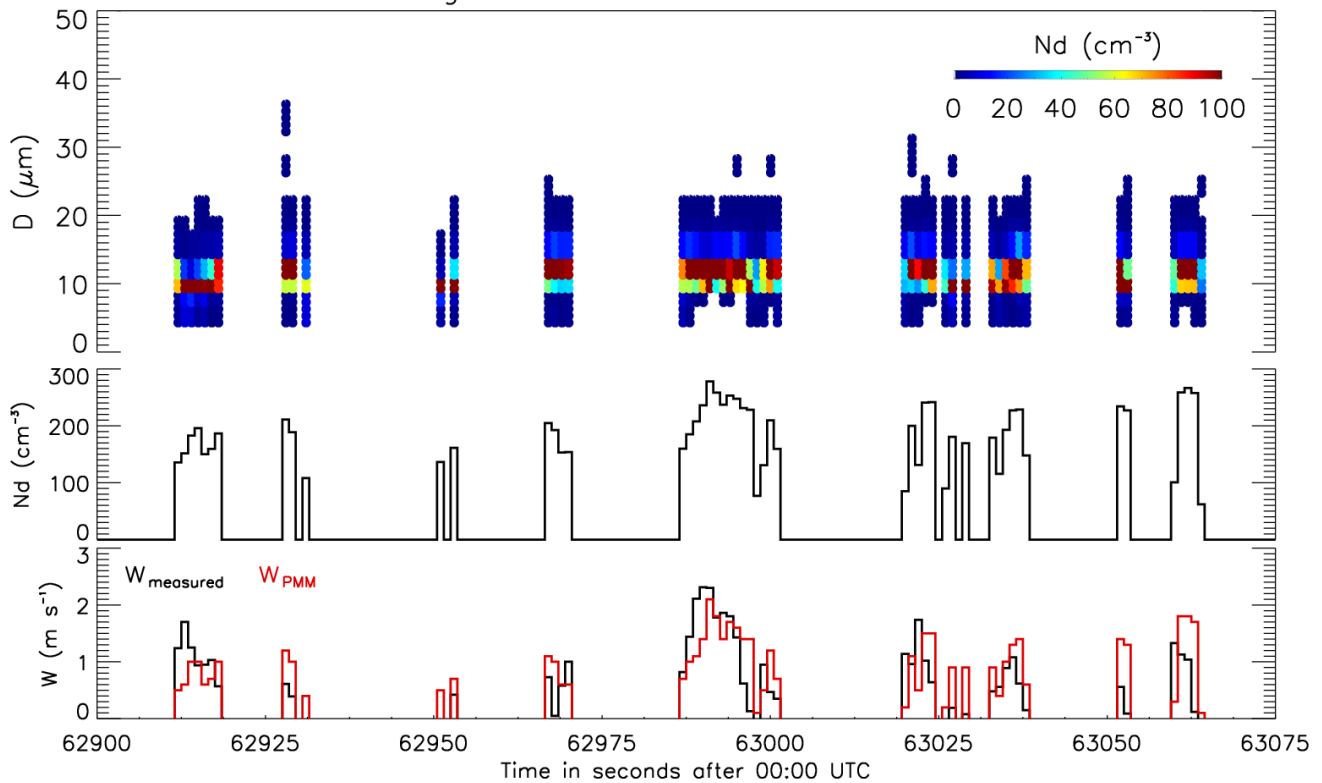 50
40
30
20
10
0
D (μm)
Nd (cm⁻³)
0 20 40 60 80 100
300
200
100
0
Nd (cm⁻³)
3
2
1
0
W (m s⁻¹)
W measured W PMM
62900 62925 62950 62975 63000 63025 63050 63075
Time in seconds after 00:00 UTC